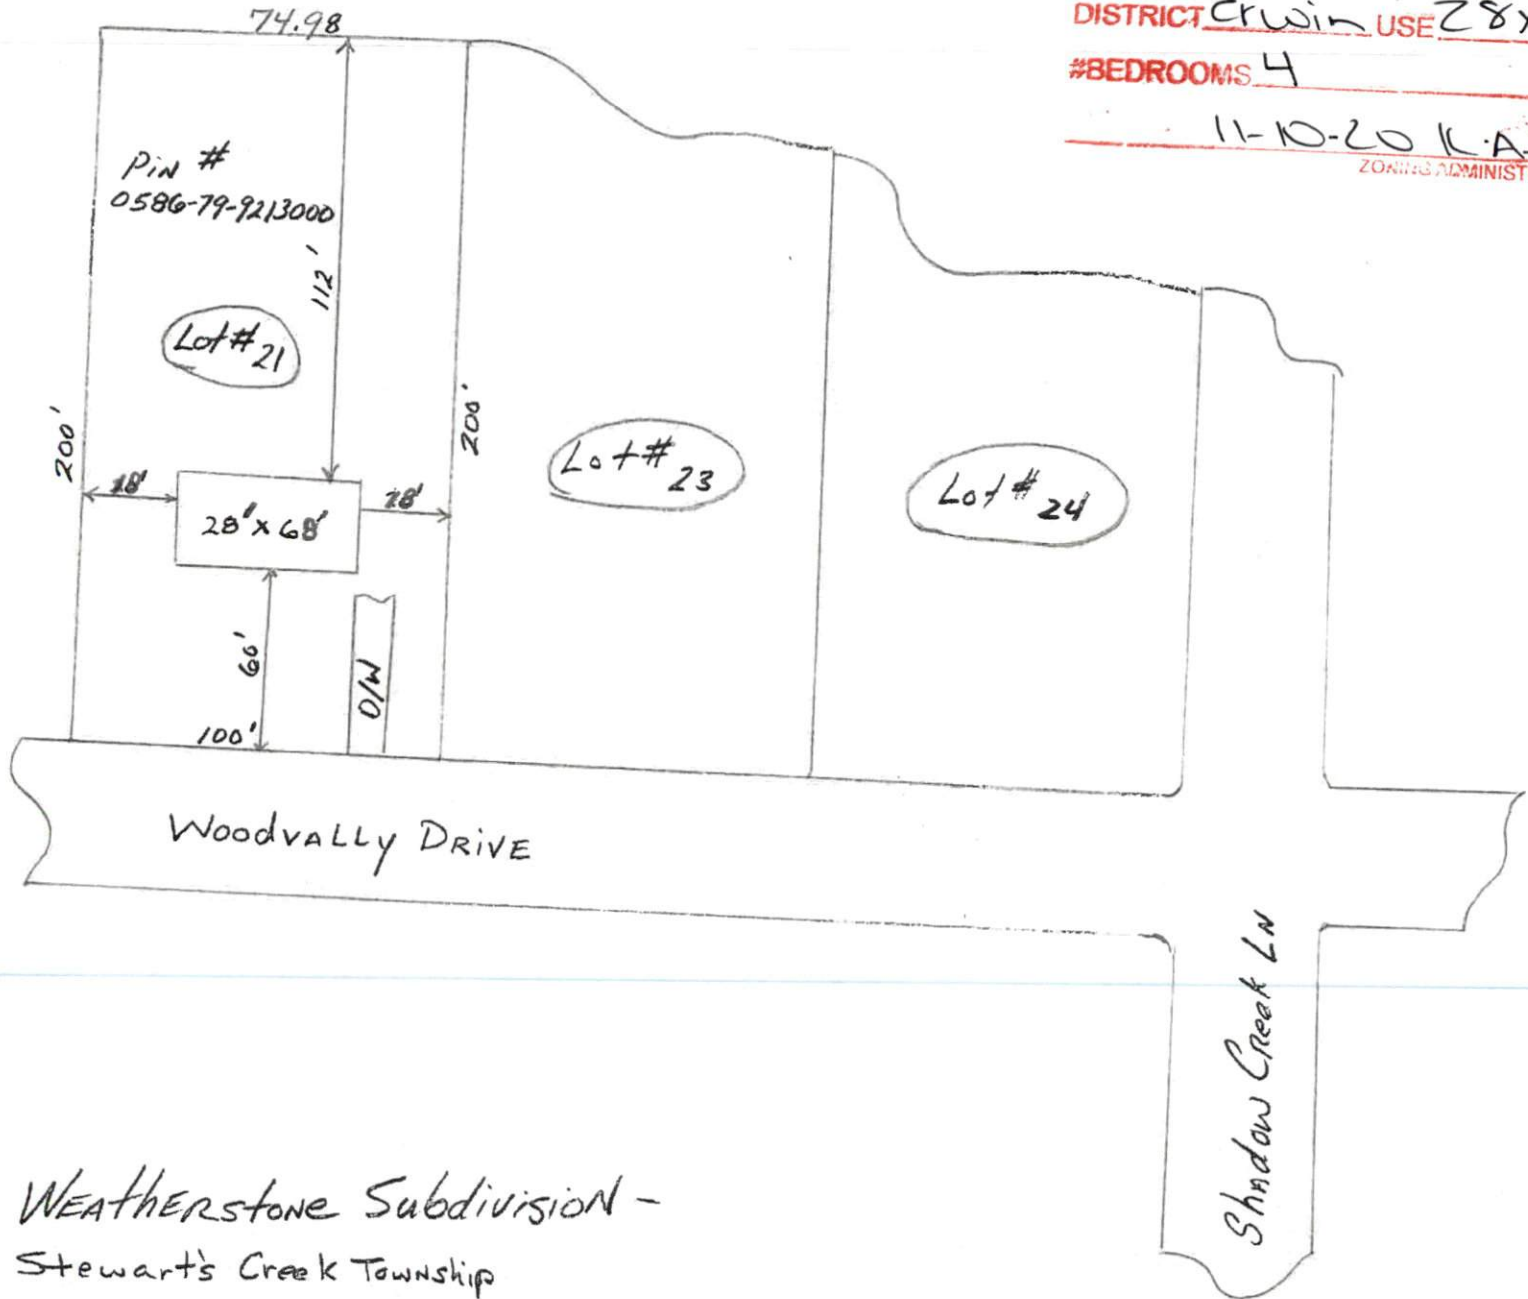 74.98
DISTRICT Erwin USE 28x
#BEDROOMS 4
11-10-20 K.A.
ZONING ADMINIST
Pin #
0586-79-9213000
112'
Lot # 21
200'
200'
28'x68'
Lot # 23
Lot # 24
60'
D/W
100'
WoodvALLy DRivE
Shadow Creek LN
WEAthERstoNe SubdivisioN -
Stewart's Creek TowNship